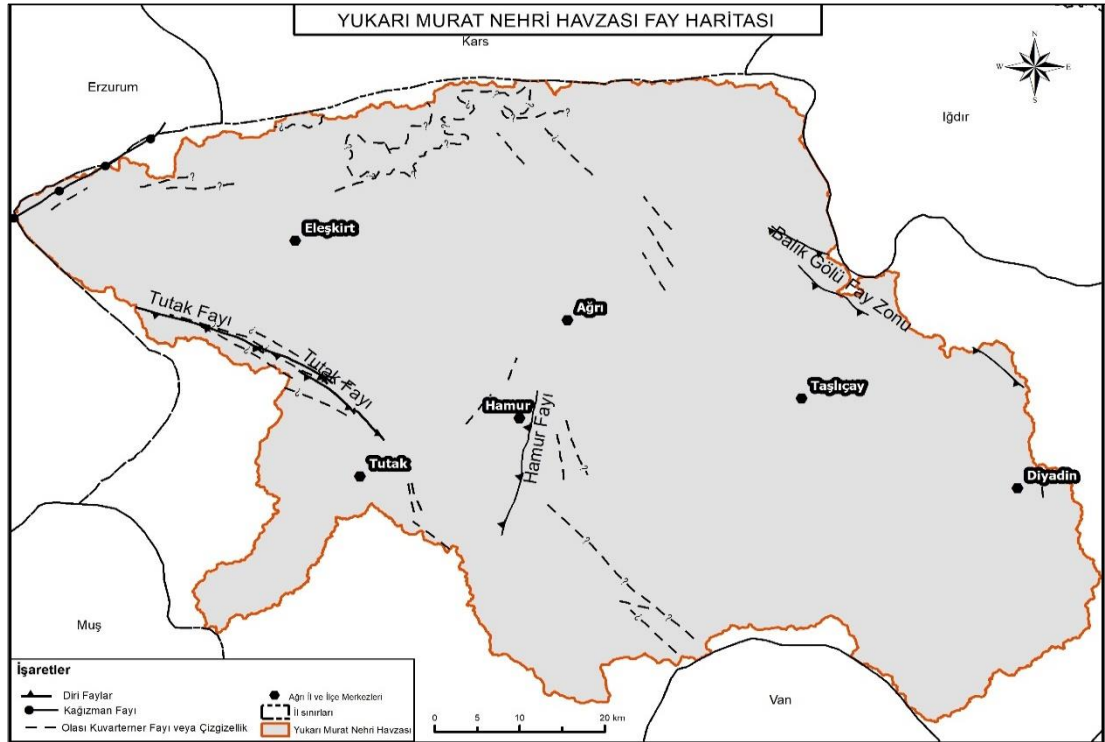 YUKARI MURAT NEHRİ HAVZASI FAY HARİTASI
Kars
Erzurum
Iğdır
N
W
E
S
Eleşkirt
Balık Gölü Fay Zonu
Tutak Fayı
Ağrı
Tutak Fayı
Taşlıçay
Hamur
Hamur Fayı
Tutak
Diyadin
Muş
Van
İşaretler
Diri Faylar
Kağızman Fayı
Olası Kuvarterner Fayı veya Çizgizellik
Ağrı İl ve İlçe Merkezleri
İl sınırları
Yukarı Murat Nehri Havzası
0 5 10 20 km